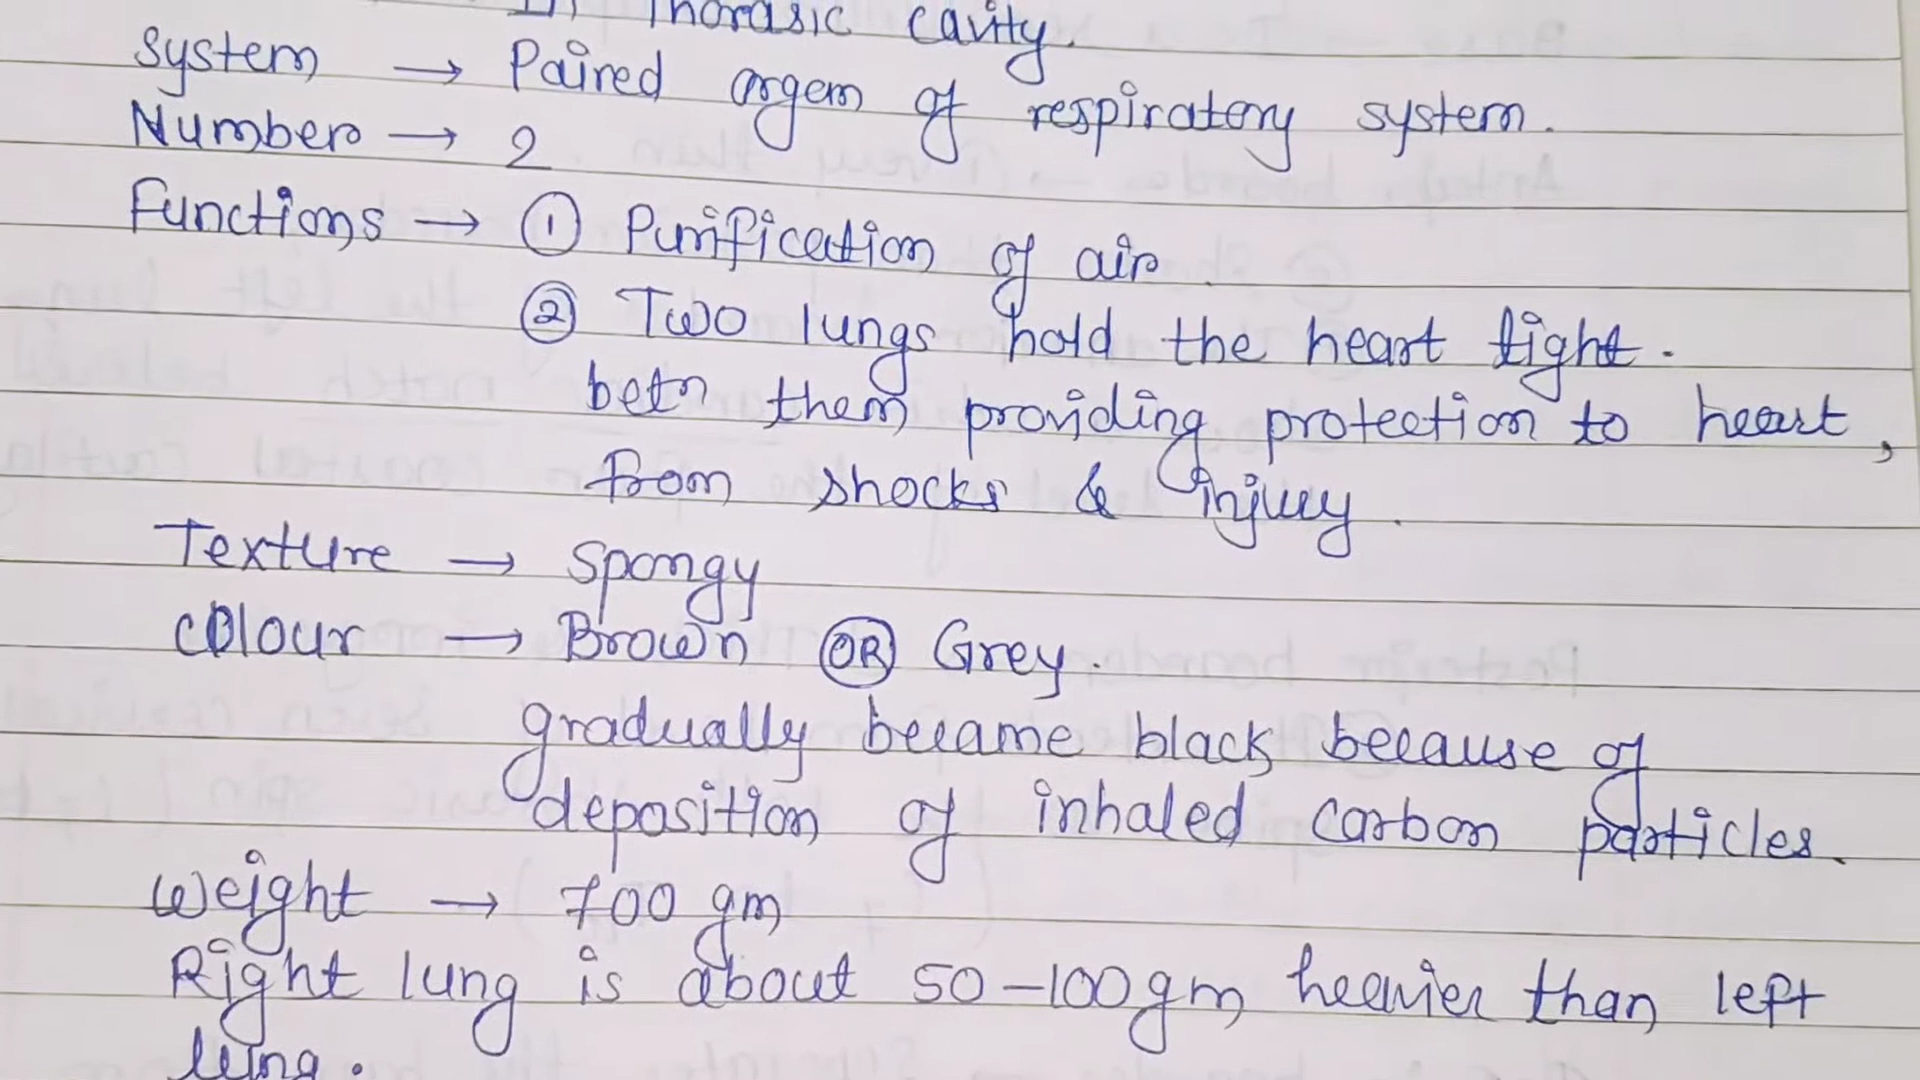 In Thorasic cavity.
System → Paired organ of respiratory system.
Number → 2
Functions → ① Purification of air.
② Two lungs hold the heart tight.
betn them providing protection to heart,
from shocks & injury.
Texture → Spongy
colour → Brown OR Grey.
gradually became black because of
deposition of inhaled carbon particles.
Weight → 700 gm
Right lung is about 50-100gm heavier than left
lung.